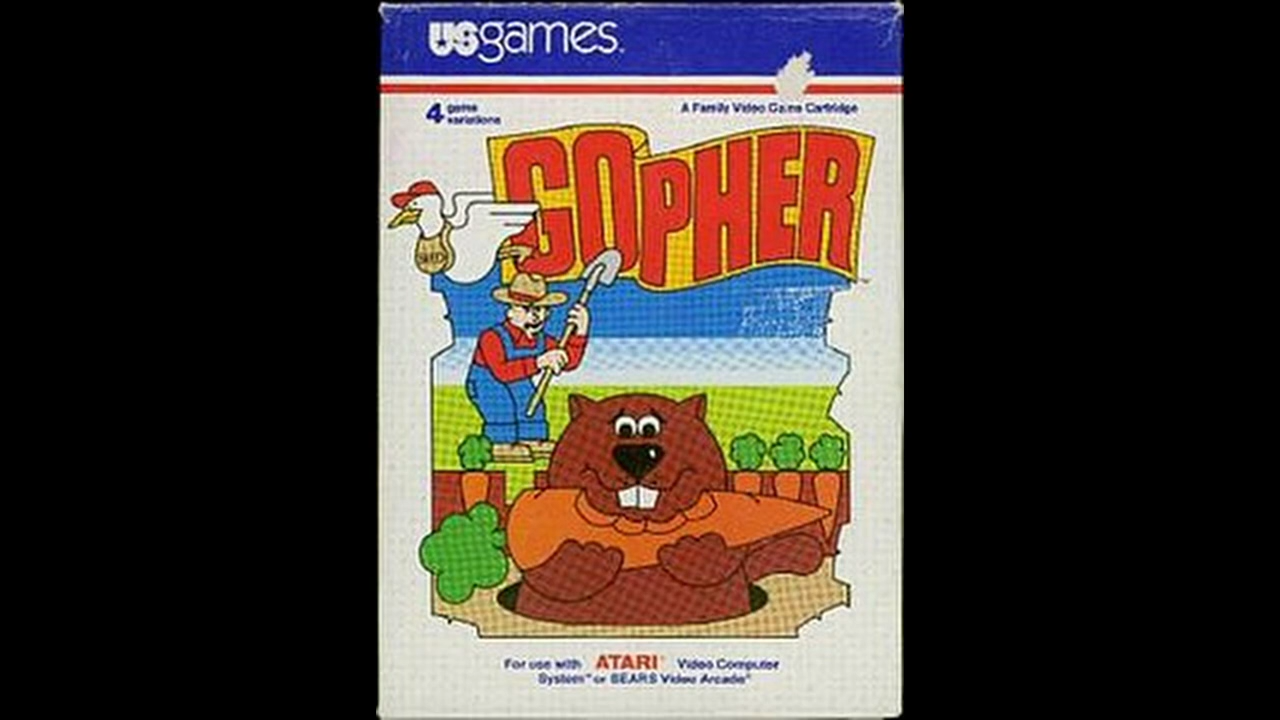 USgames.
4 game variations
A Family Video Game Cartridge
GOPHER
SEED
For use with ATARI® Video Computer
System™ or SEARS Video Arcade®